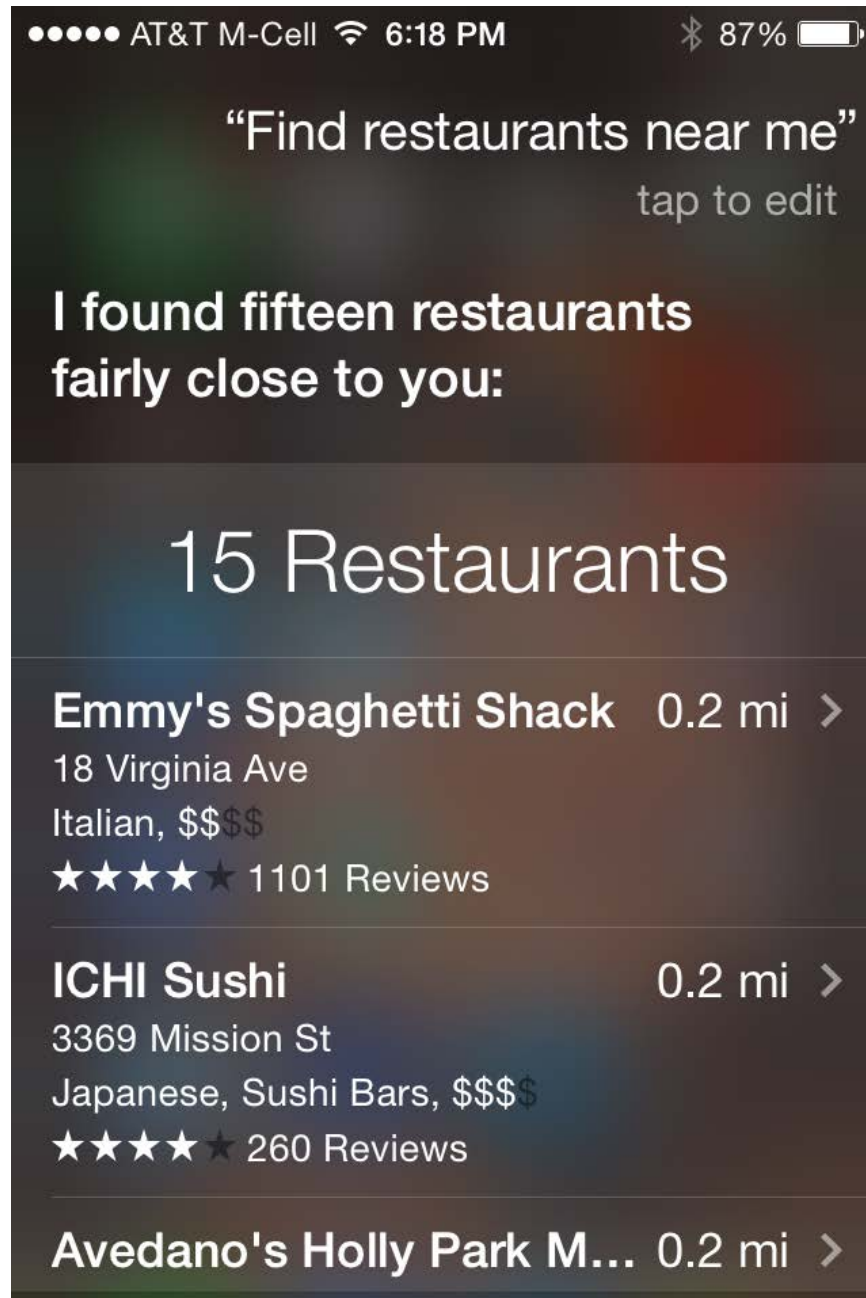 AT&T M-Cell 6:18 PM 87%
“Find restaurants near me”
tap to edit
I found fifteen restaurants
fairly close to you:
15 Restaurants
Emmy's Spaghetti Shack 0.2 mi
18 Virginia Ave
Italian, $$$$
1101 Reviews
ICHI Sushi 0.2 mi
3369 Mission St
Japanese, Sushi Bars, $$$$
260 Reviews
Avedano's Holly Park M... 0.2 mi